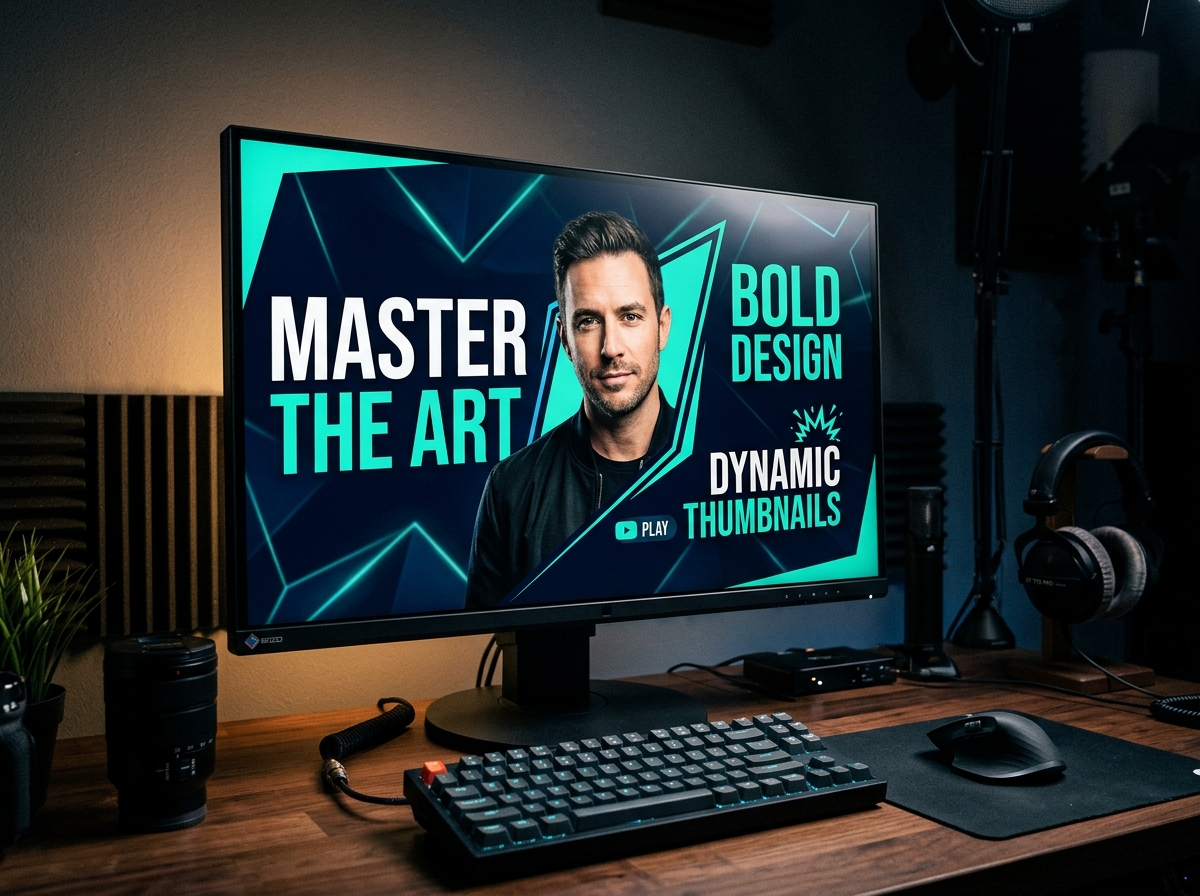 MASTER
THE ART
BOLD
DESIGN
DYNAMIC
THUMBNAILS
PLAY